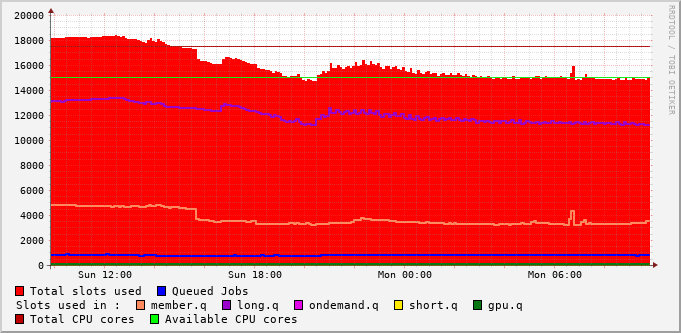 20000
18000
16000
14000
12000
10000
8000
6000
4000
2000
0
Sun 12:00 Sun 18:00 Mon 00:00 Mon 06:00
Total slots used Queued Jobs
Slots used in : member.q long.q ondemand.q short.q gpu.q
Total CPU cores Available CPU cores
RRDTOOL / TOBI OETIKER